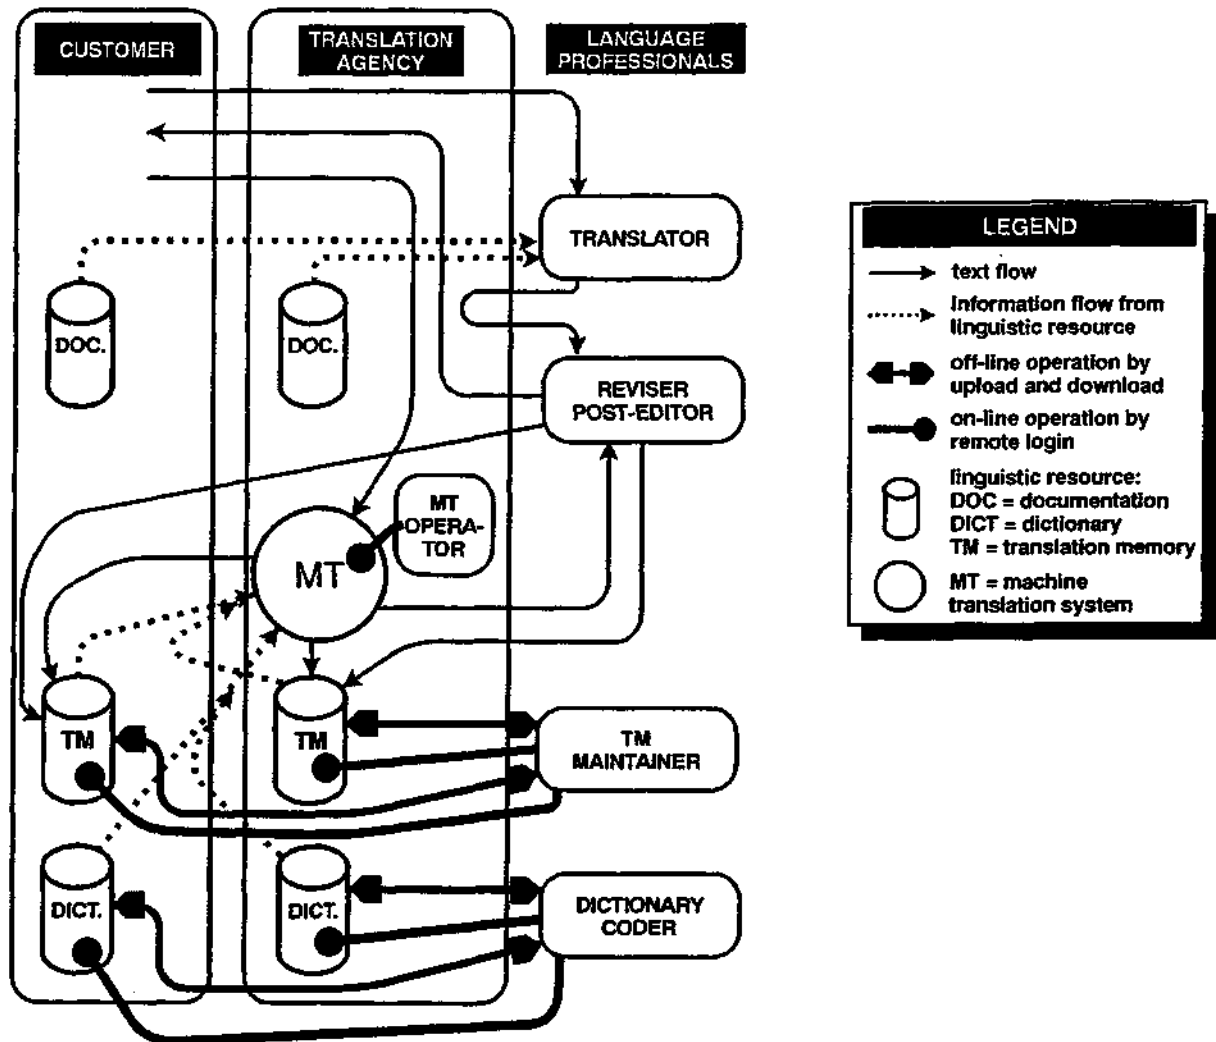 CUSTOMER
TRANSLATION
AGENCY
LANGUAGE
PROFESSIONALS
TRANSLATOR
DOC.
DOC.
REVISER
POST-EDITOR
MT
OPERA-
TOR
MT
TM
TM
TM
MAINTAINER
DICT.
DICT.
DICTIONARY
CODER
LEGEND
text flow
Information flow from
linguistic resource
off-line operation by
upload and download
on-line operation by
remote login
linguistic resource:
DOC = documentation
DICT = dictionary
TM = translation memory
MT = machine
translation system